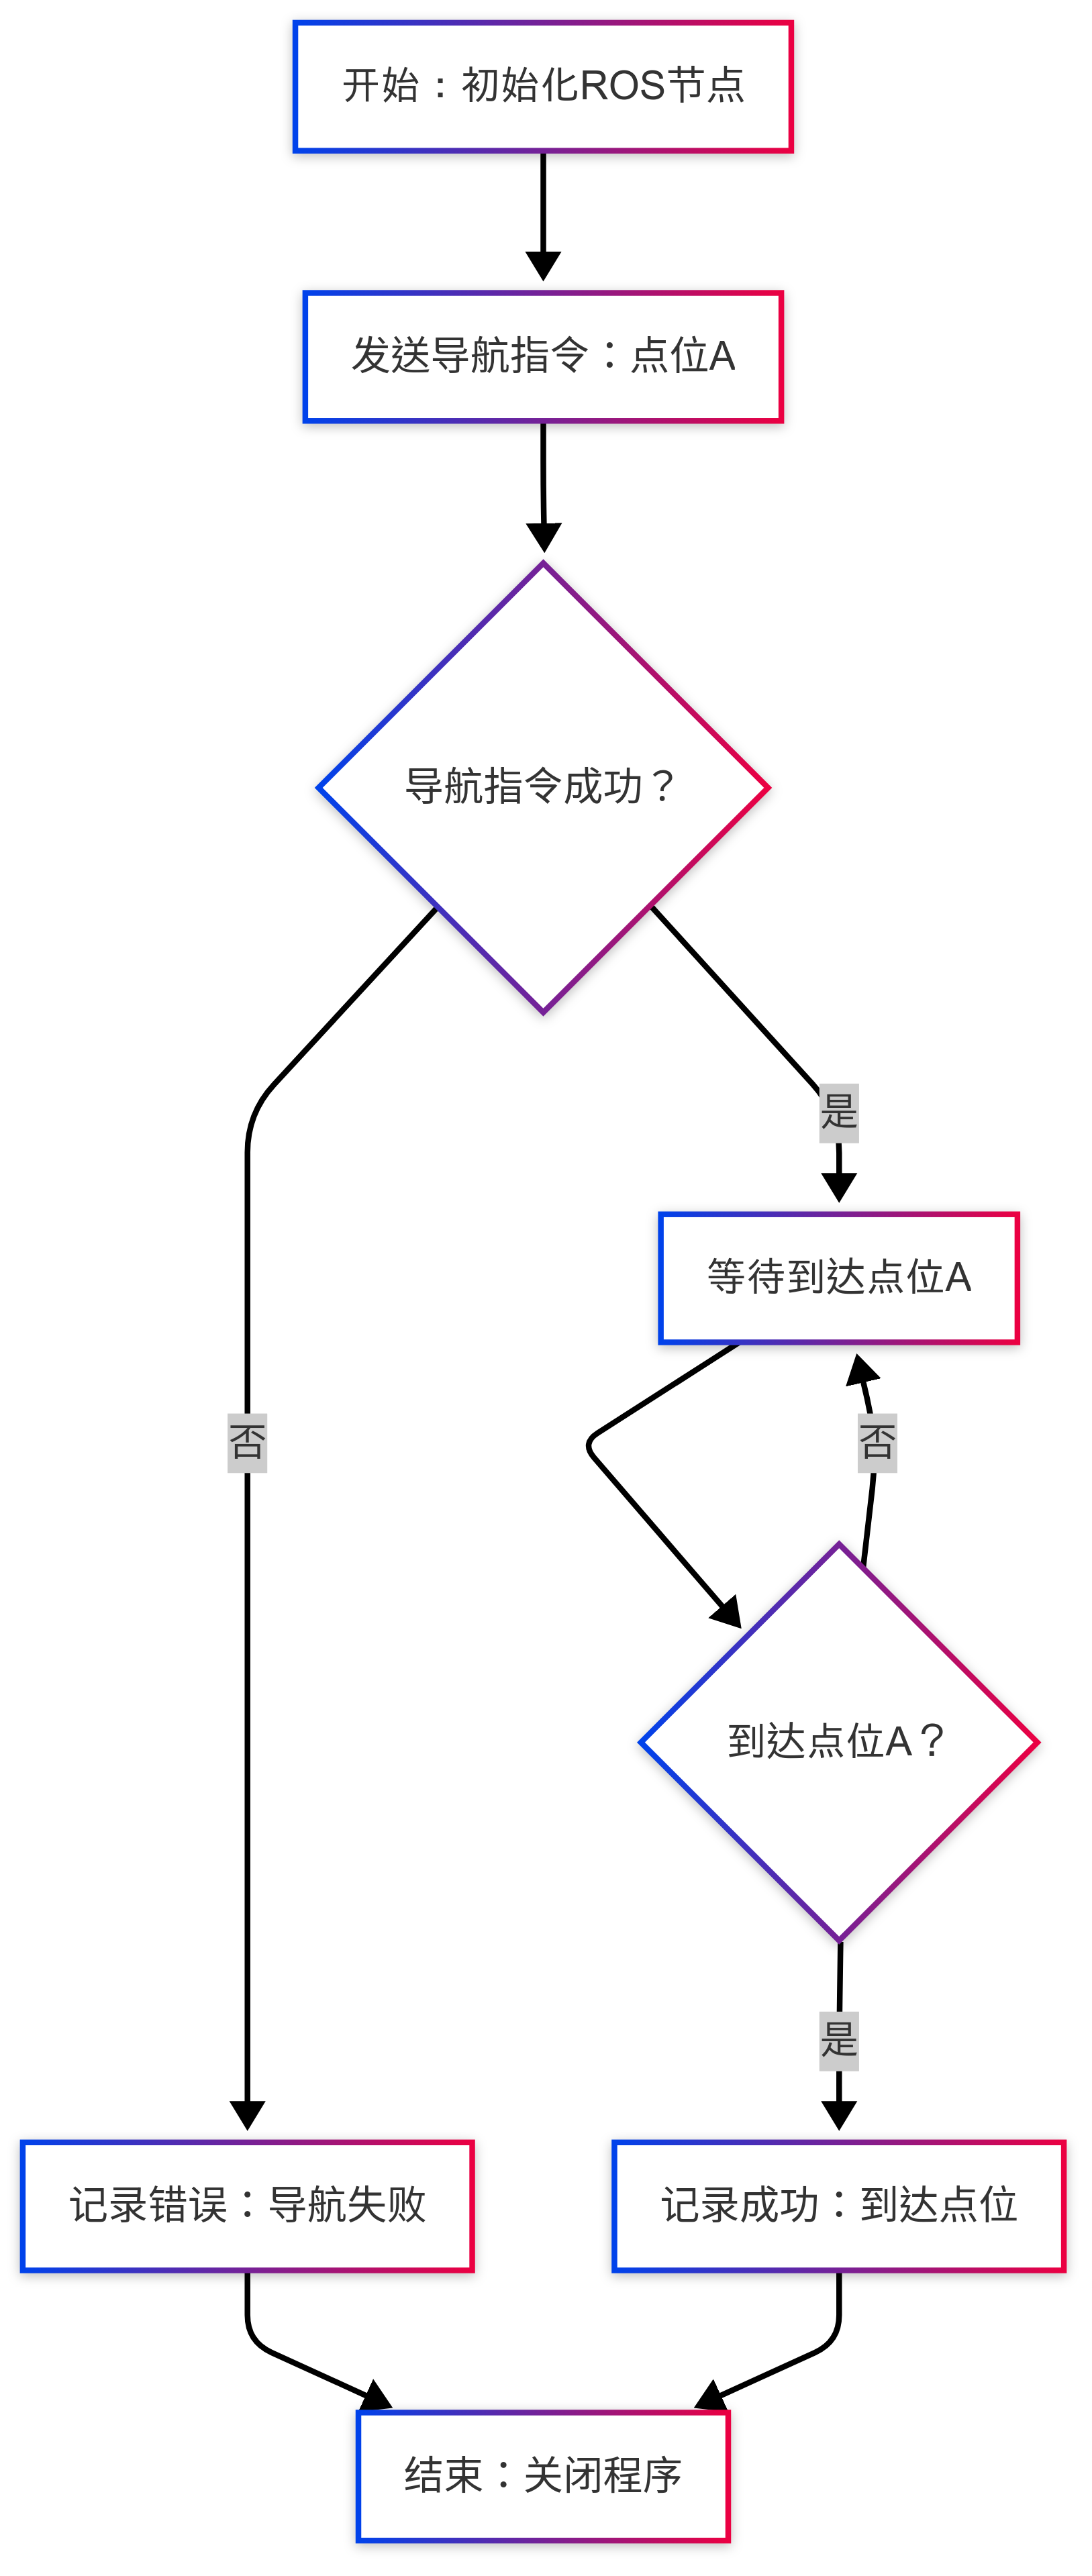 开始：初始化ROS节点
发送导航指令：点位A
导航指令成功？
是
等待到达点位A
否
否
到达点位A？
是
记录错误：导航失败
记录成功：到达点位
结束：关闭程序